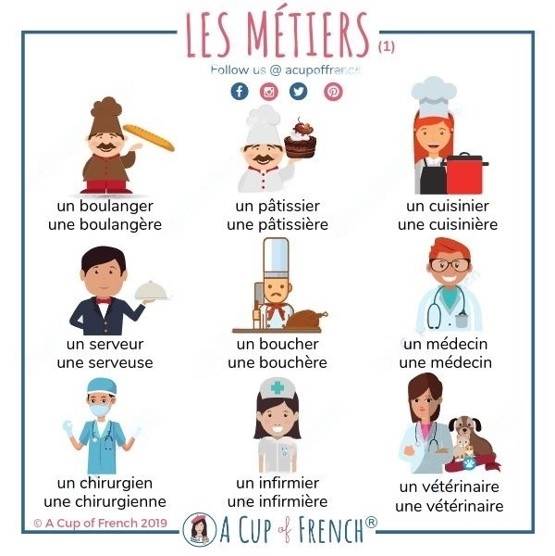 LES MÉTIERS (1)
Follow us @ acupoffrench
un boulanger
une boulangère
un pâtissier
une pâtissière
un cuisinier
une cuisinière
un serveur
une serveuse
un boucher
une bouchère
un médecin
une médecin
un chirurgien
une chirurgienne
un infirmier
une infirmière
un vétérinaire
une vétérinaire
© A Cup of French 2019
A CUP of FRENCH®